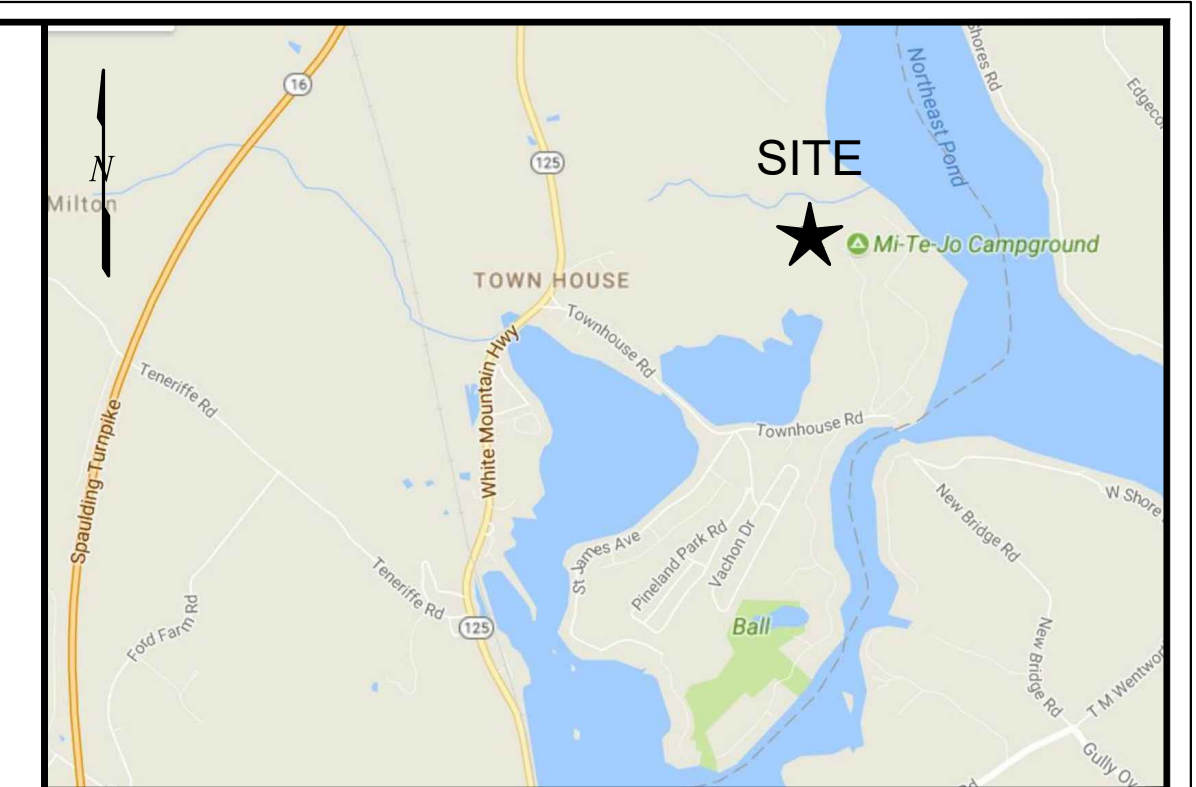 16
N
Milton
125
SITE
Northeast Pond
Shores Rd
Mi-Te-Jo Campground
TOWN HOUSE
Townhouse Rd
White Mountain Hwy
Teneriffe Rd
Spaulding Turnpike
Townhouse Rd
W Shore
New Bridge Rd
St James Ave
Pineland Park Rd
Vachon Dr
Teneriffe Rd
Ford Farm Rd
125
Ball
New Bridge Rd
T M Wentwor
Gully Ov
Rd